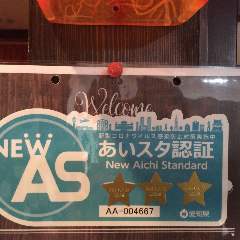 Welcome
新型コロナウイルス感染防止対策実施中
NEW
AS
あいスタ認証
New Aichi Standard
AA-004667
愛知県